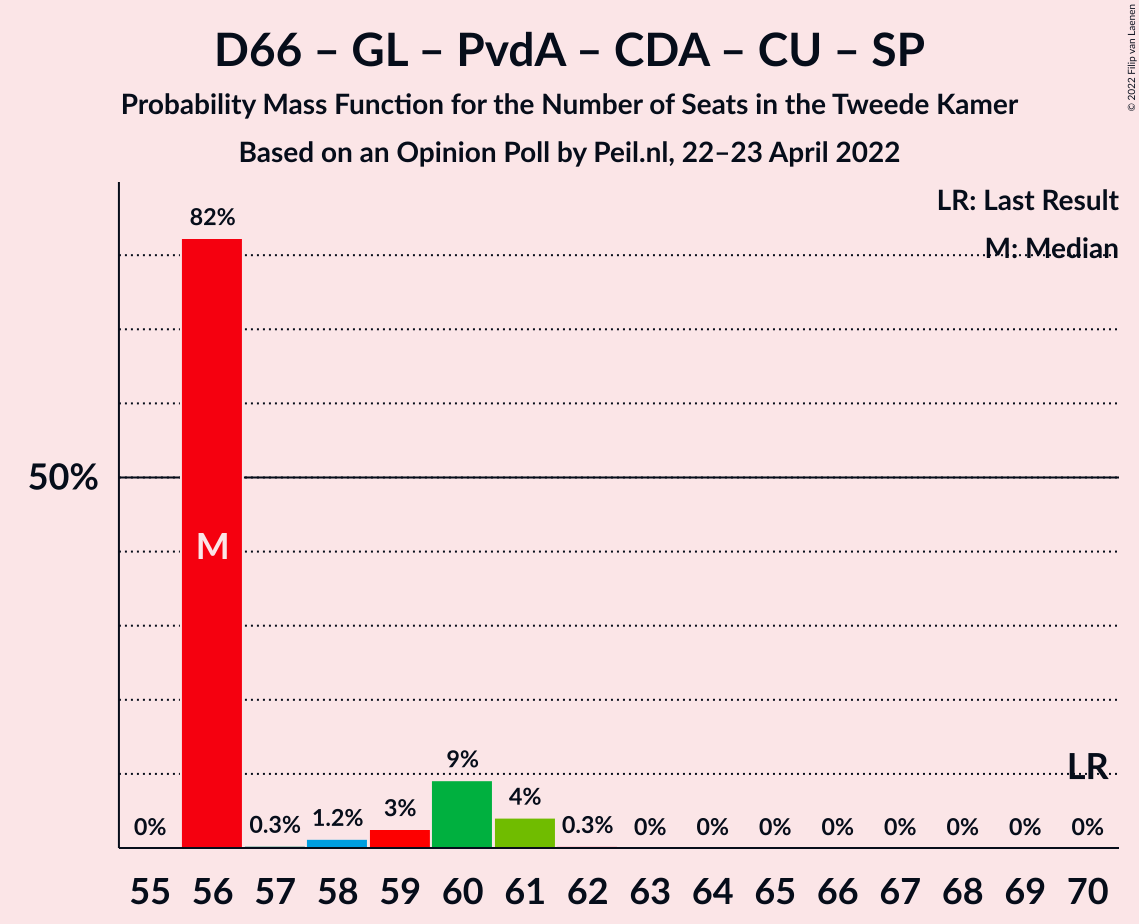 D66 – GL – PvdA – CDA – CU – SP
Probability Mass Function for the Number of Seats in the Tweede Kamer
Based on an Opinion Poll by Peil.nl, 22–23 April 2022
© 2022 Filip van Laenen
LR: Last Result
M: Median
82%
50%
M
9%
LR
4%
3%
1.2%
0% 0.3% 0.3% 0% 0% 0% 0% 0% 0% 0% 0%
55 56 57 58 59 60 61 62 63 64 65 66 67 68 69 70